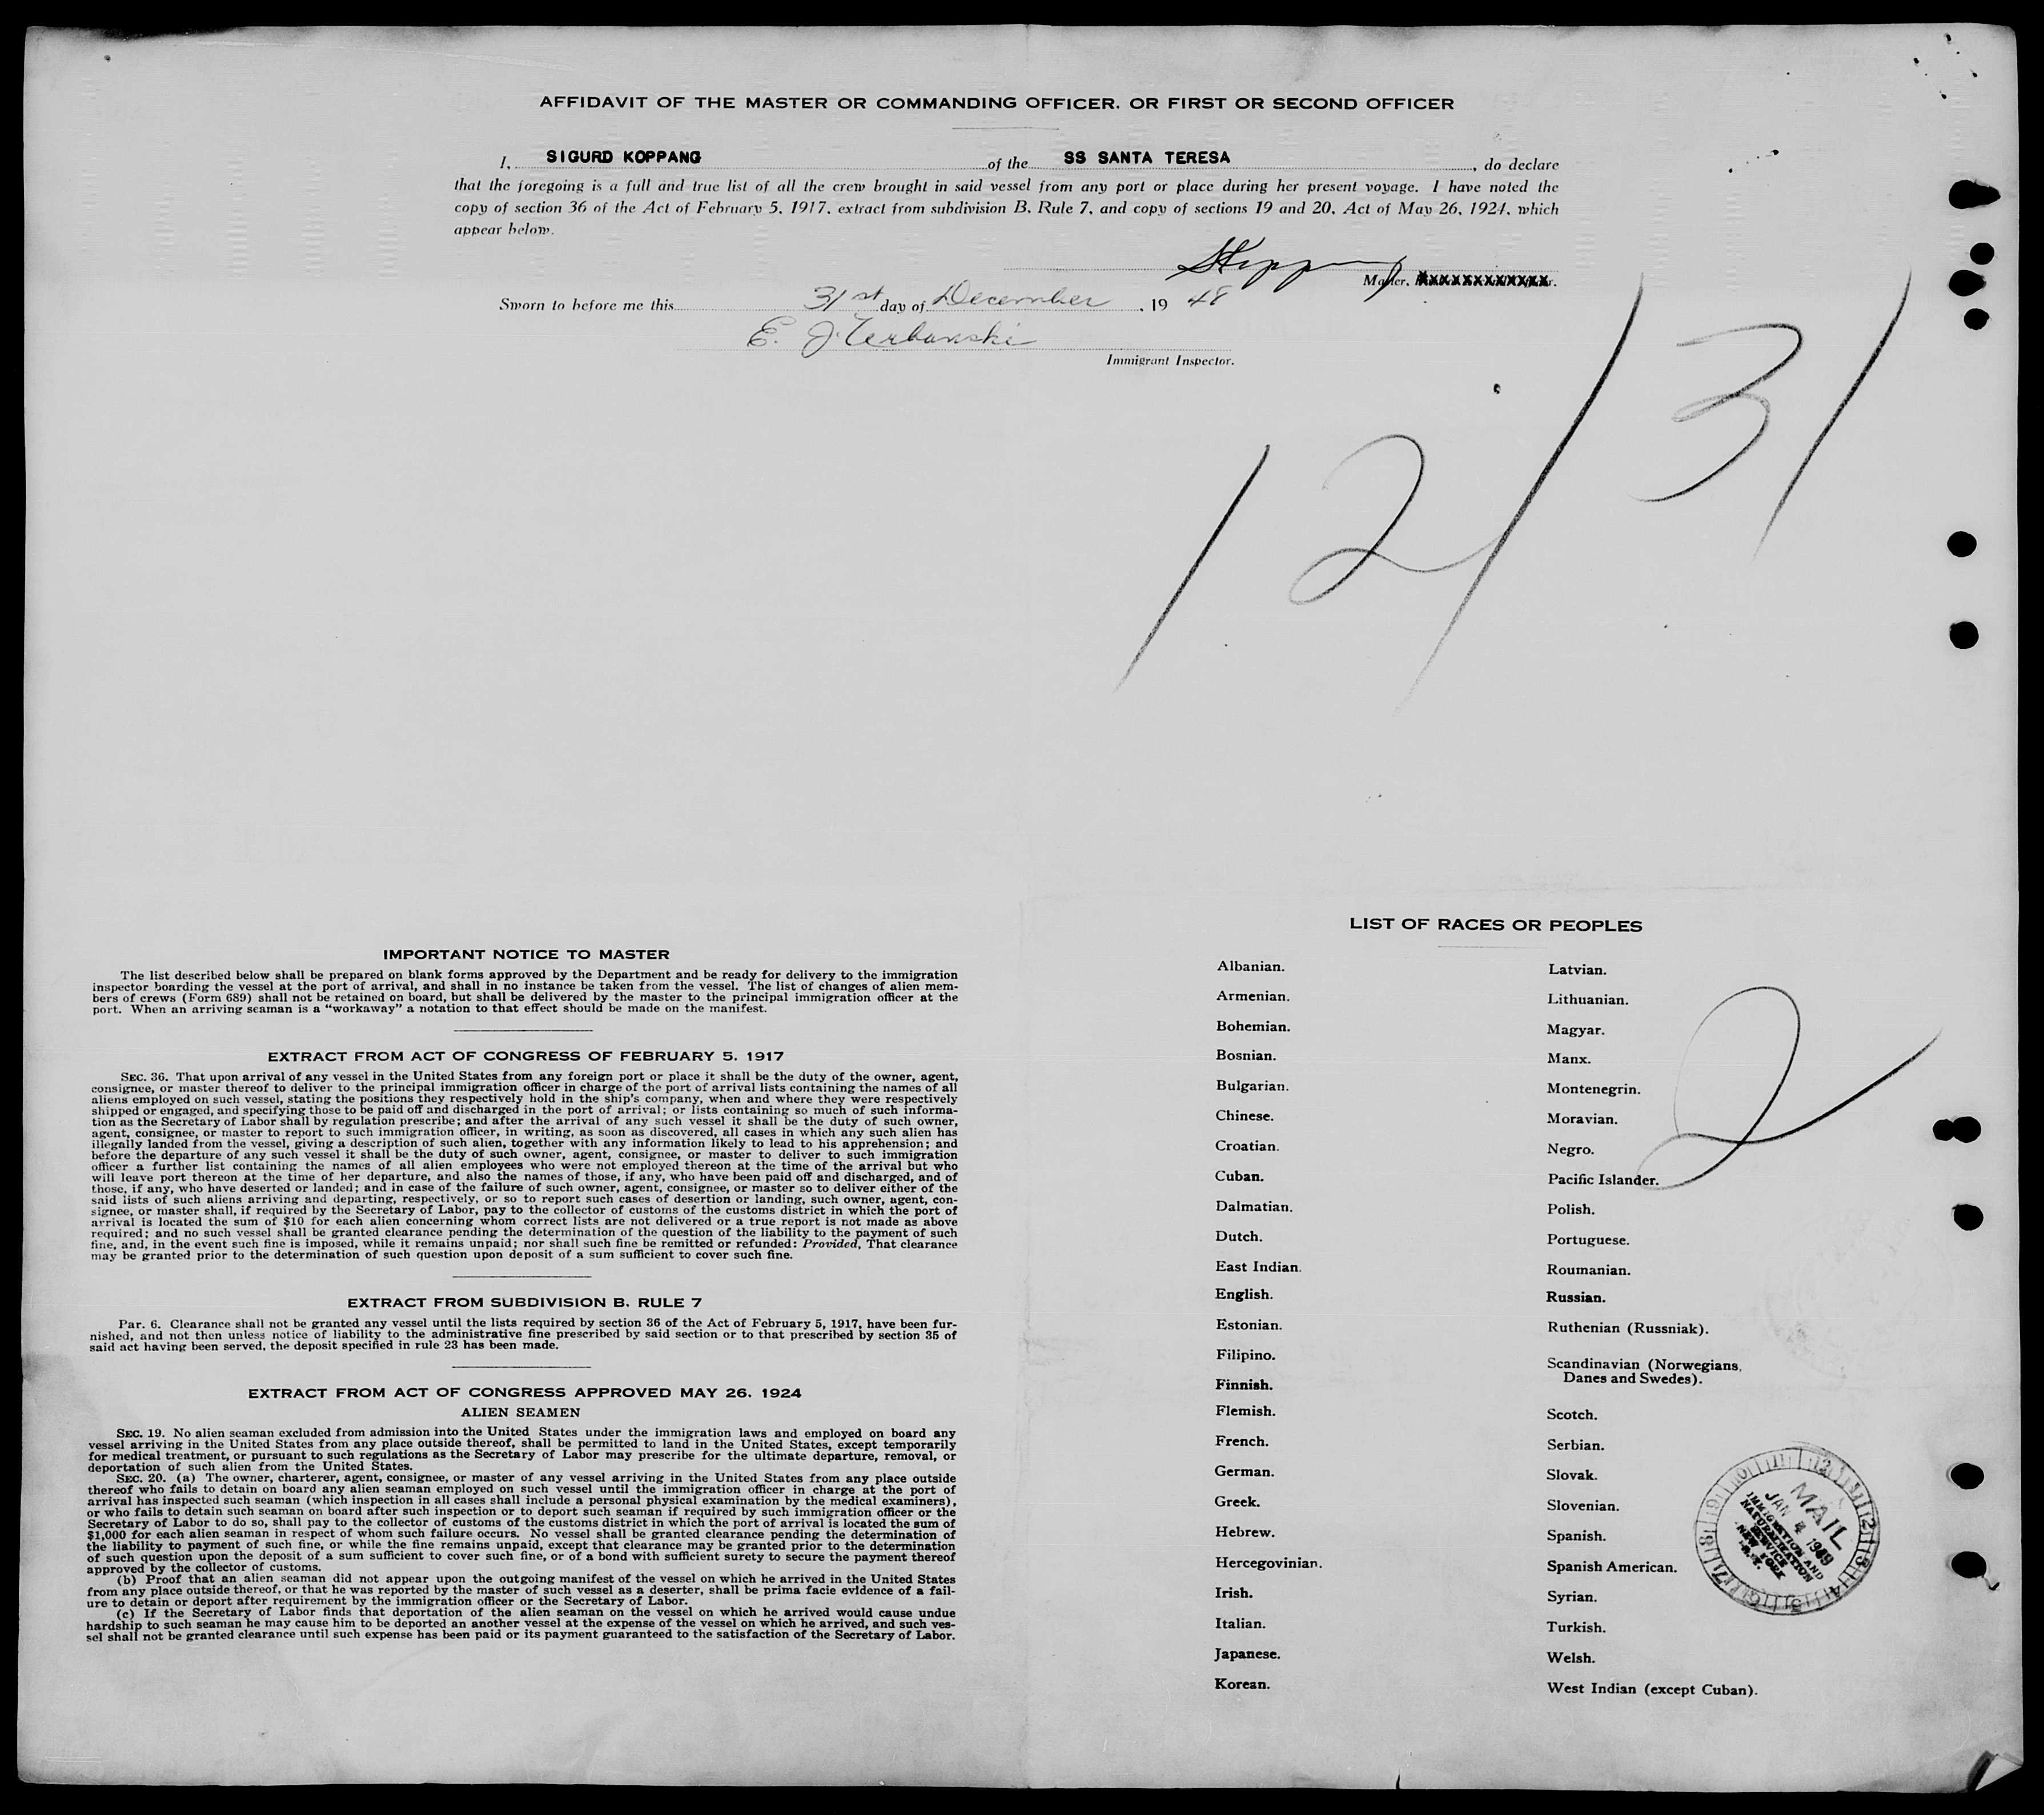 AFFIDAVIT OF THE MASTER OR COMMANDING OFFICER, OR FIRST OR SECOND OFFICER
I, SIGURD KOPPANG of the SS SANTA TERESA, do declare
that the foregoing is a full and true list of all the crew brought in said vessel from any port or place during her present voyage. I have noted the
copy of section 36 of the Act of February 5, 1917, extract from subdivision B, Rule 7, and copy of sections 19 and 20, Act of May 26, 1924, which
appear below.
Master, xxxxxxxxxxxxx.
Sworn to before me this 31st day of December, 19 48
E. J.
Immigrant Inspector.
12/31/
IMPORTANT NOTICE TO MASTER
The list described below shall be prepared on blank forms approved by the Department and be ready for delivery to the immigration
inspector boarding the vessel at the port of arrival, and shall in no instance be taken from the vessel. The list of changes of alien mem-
bers of crews (Form 689) shall not be retained on board, but shall be delivered by the master to the principal immigration officer at the
port. When an arriving seaman is a "workaway" a notation to that effect should be made on the manifest.
EXTRACT FROM ACT OF CONGRESS OF FEBRUARY 5, 1917
SEC. 36. That upon arrival of any vessel in the United States from any foreign port or place it shall be the duty of the owner, agent,
consignee, or master thereof to deliver to the principal immigration officer in charge of the port of arrival lists containing the names of all
aliens employed on such vessel, stating the positions they respectively hold in the ship's company, when and where they were respectively
shipped or engaged, and specifying those to be paid off and discharged in the port of arrival; or lists containing so much of such informa-
tion as the Secretary of Labor shall by regulation prescribe; and after the arrival of any such vessel it shall be the duty of such owner,
agent, consignee, or master to report to such immigration officer, in writing, as soon as discovered, all cases in which any such alien has
illegally landed from the vessel, giving a description of such alien, together with any information likely to lead to his apprehension; and
before the departure of any such vessel it shall be the duty of such owner, agent, consignee, or master to deliver to such immigration
officer a further list containing the names of all alien employees who were not employed thereon at the time of the arrival but who
will leave port thereon at the time of her departure, and also the names of those, if any, who have been paid off and discharged, and of
those, if any, who have deserted or landed; and in case of the failure of such owner, agent, consignee, or master so to deliver either of the
said lists of such aliens arriving and departing, respectively, or so to report such cases of desertion or landing, such owner, agent, con-
signee, or master shall, if required by the Secretary of Labor, pay to the collector of customs of the customs district in which the port of
arrival is located the sum of $10 for each alien concerning whom correct lists are not delivered or a true report is not made as above
required; and no such vessel shall be granted clearance pending the determination of the question of the liability to the payment of such
fine, and, in the event such fine is imposed, while it remains unpaid; nor shall such fine be remitted or refunded: Provided, That clearance
may be granted prior to the determination of such question upon deposit of a sum sufficient to cover such fine.
EXTRACT FROM SUBDIVISION B, RULE 7
Par. 6. Clearance shall not be granted any vessel until the lists required by section 36 of the Act of February 5, 1917, have been fur-
nished, and not then unless notice of liability to the administrative fine prescribed by said section or to that prescribed by section 35 of
said act having been served, the deposit specified in rule 23 has been made.
EXTRACT FROM ACT OF CONGRESS APPROVED MAY 26, 1924
ALIEN SEAMEN
SEC. 19. No alien seaman excluded from admission into the United States under the immigration laws and employed on board any
vessel arriving in the United States from any place outside thereof, shall be permitted to land in the United States, except temporarily
for medical treatment, or pursuant to such regulations as the Secretary of Labor may prescribe for the ultimate departure, removal, or
deportation of such alien from the United States.
SEC. 20. (a) The owner, charterer, agent, consignee, or master of any vessel arriving in the United States from any place outside
thereof who fails to detain on board any alien seaman employed on such vessel until the immigration officer in charge at the port of
arrival has inspected such seaman (which inspection in all cases shall include a personal physical examination by the medical examiners),
or who fails to detain such seaman on board after such inspection or to deport such seaman if required by such immigration officer or the
Secretary of Labor to do so, shall pay to the collector of customs of the customs district in which the port of arrival is located the sum of
$1,000 for each alien seaman in respect of whom such failure occurs. No vessel shall be granted clearance pending the determination of
the liability to payment of such fine, or while the fine remains unpaid, except that clearance may be granted prior to the determination
of such question upon the deposit of a sum sufficient to cover such fine, or of a bond with sufficient surety to secure the payment thereof
approved by the collector of customs.
(b) Proof that an alien seaman did not appear upon the outgoing manifest of the vessel on which he arrived in the United States
from any place outside thereof, or that he was reported by the master of such vessel as a deserter, shall be prima facie evidence of a fail-
ure to detain or deport after requirement by the immigration officer or the Secretary of Labor.
(c) If the Secretary of Labor finds that deportation of the alien seaman on the vessel on which he arrived would cause undue
hardship to such seaman he may cause him to be deported an another vessel at the expense of the vessel on which he arrived, and such ves-
sel shall not be granted clearance until such expense has been paid or its payment guaranteed to the satisfaction of the Secretary of Labor.
LIST OF RACES OR PEOPLES
Albanian.
Armenian.
Bohemian.
Bosnian.
Bulgarian.
Chinese.
Croatian.
Cuban.
Dalmatian.
Dutch.
East Indian.
English.
Estonian.
Filipino.
Finnish.
Flemish.
French.
German.
Greek.
Hebrew.
Hercegovinian.
Irish.
Italian.
Japanese.
Korean.
Latvian.
Lithuanian.
Magyar.
Manx.
Montenegrin.
Moravian.
Negro.
Pacific Islander.
Polish.
Portuguese.
Roumanian.
Russian.
Ruthenian (Russniak).
Scandinavian (Norwegians,
Danes and Swedes).
Scotch.
Serbian.
Slovak.
Slovenian.
Spanish.
Spanish American.
Syrian.
Turkish.
Welsh.
West Indian (except Cuban).
2
MAIL
JAN 4 1949
IMMIGRATION AND
NATURALIZATION
SERVICE
NEW YORK
N.Y.